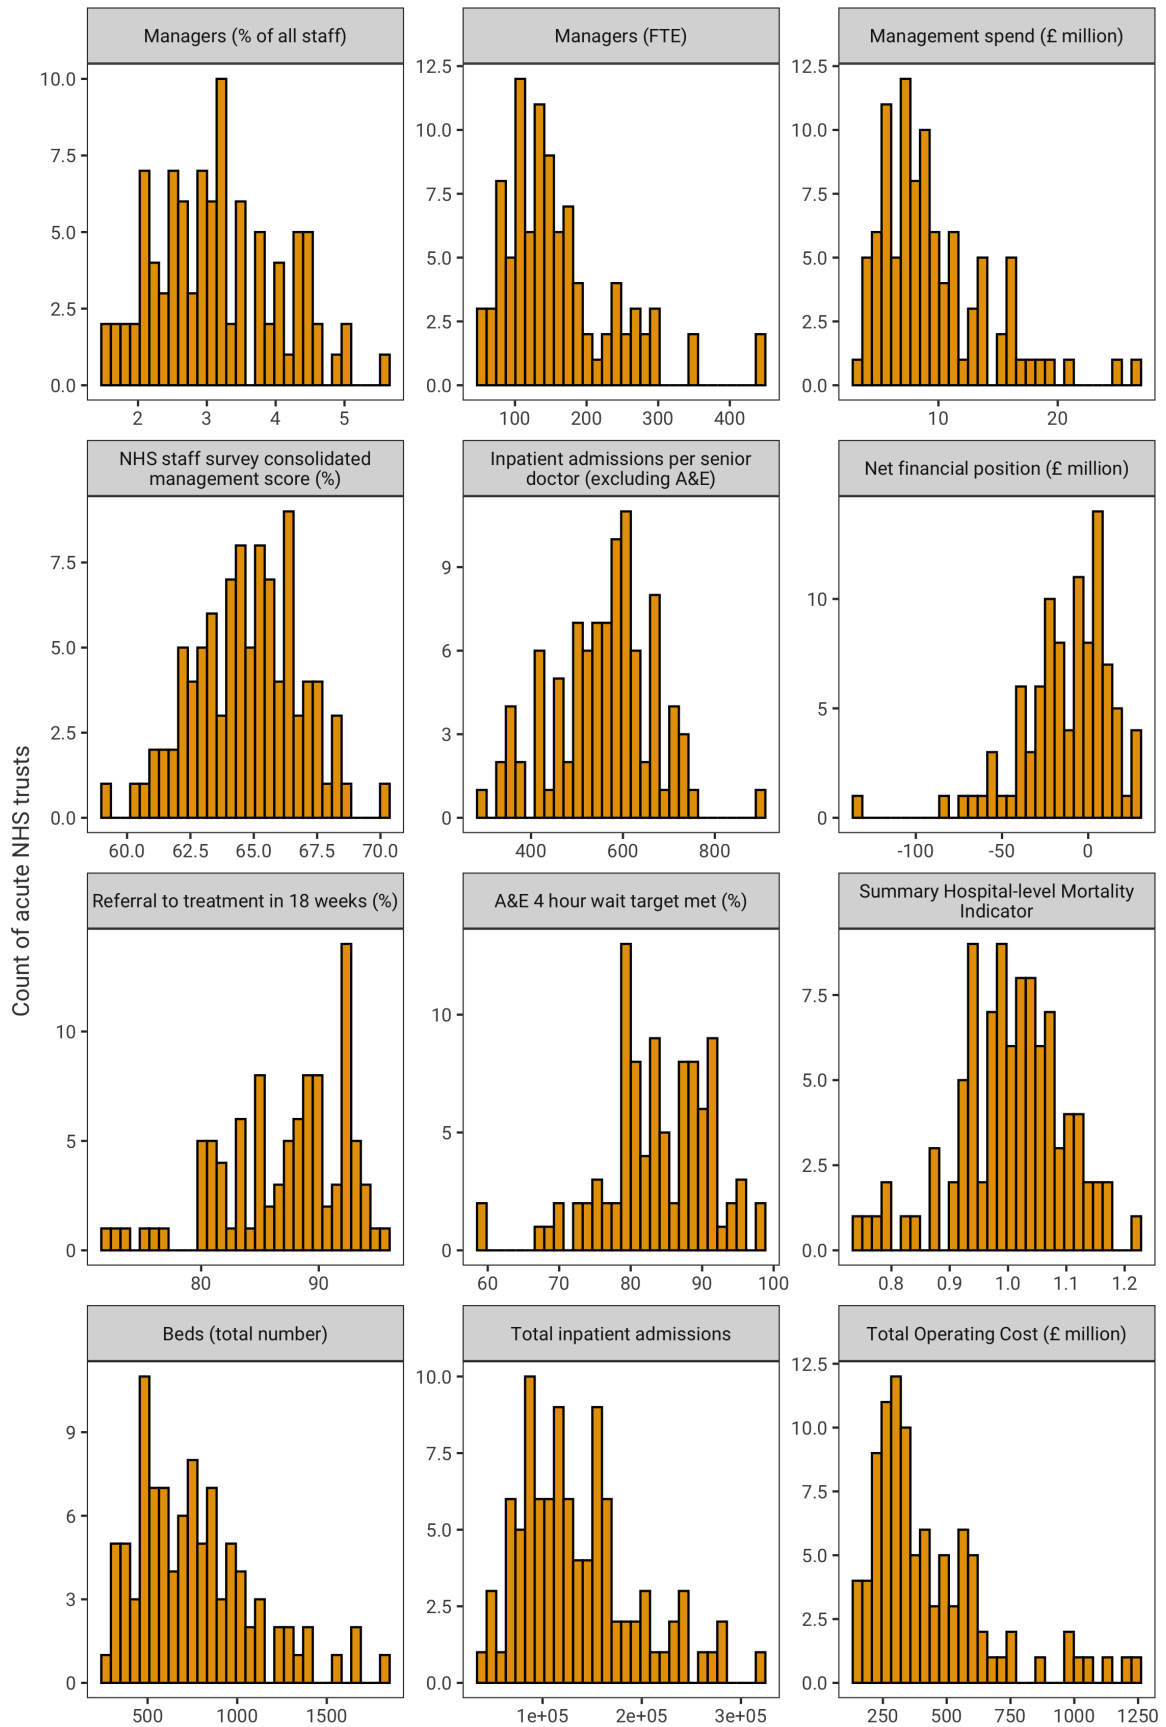 Managers (% of all staff)
Managers (FTE)
Management spend (£ million)
10.0
7.5
5.0
2.5
0.0
2 3 4 5
12.5
10.0
7.5
5.0
2.5
0.0
100 200 300 400
12.5
10.0
7.5
5.0
2.5
0.0
10 20
NHS staff survey consolidated
management score (%)
Inpatient admissions per senior
doctor (excluding A&E)
Net financial position (£ million)
7.5
5.0
2.5
0.0
60.0 62.5 65.0 67.5 70.0
9
6
3
0
400 600 800
10
5
0
-100 -50 0
Count of acute NHS trusts
Referral to treatment in 18 weeks (%)
A&E 4 hour wait target met (%)
Summary Hospital-level Mortality
Indicator
10
5
0
80 90
10
5
0
60 70 80 90 100
7.5
5.0
2.5
0.0
0.8 0.9 1.0 1.1 1.2
Beds (total number)
Total inpatient admissions
Total Operating Cost (£ million)
9
6
3
0
500 1000 1500
10.0
7.5
5.0
2.5
0.0
1e+05 2e+05 3e+05
12.5
10.0
7.5
5.0
2.5
0.0
250 500 750 1000 1250